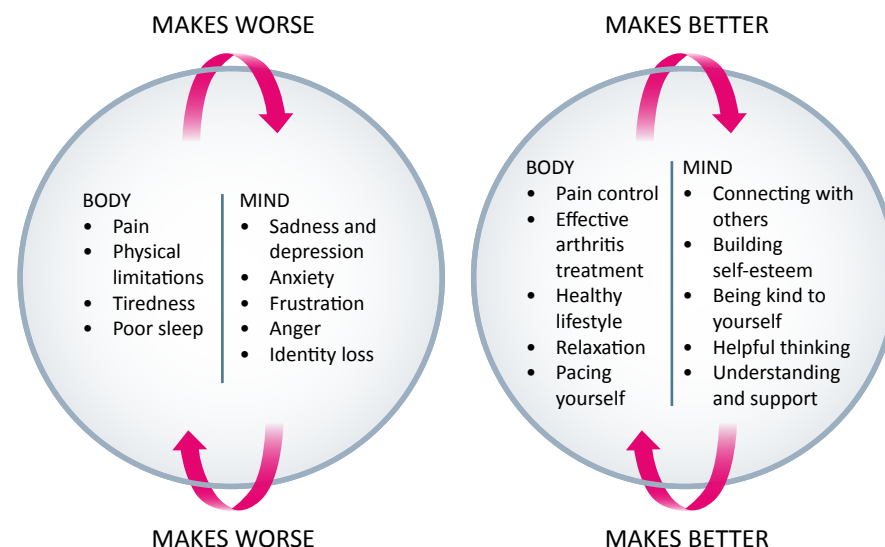 MAKES WORSE
BODY
• Pain
• Physical
limitations
• Tiredness
• Poor sleep
MIND
• Sadness and
depression
• Anxiety
• Frustration
• Anger
• Identity loss
MAKES WORSE
MAKES BETTER
BODY
• Pain control
• Effective
arthritis
treatment
• Healthy
lifestyle
• Relaxation
• Pacing
yourself
MIND
• Connecting with
others
• Building
self-esteem
• Being kind to
yourself
• Helpful thinking
• Understanding
and support
MAKES BETTER